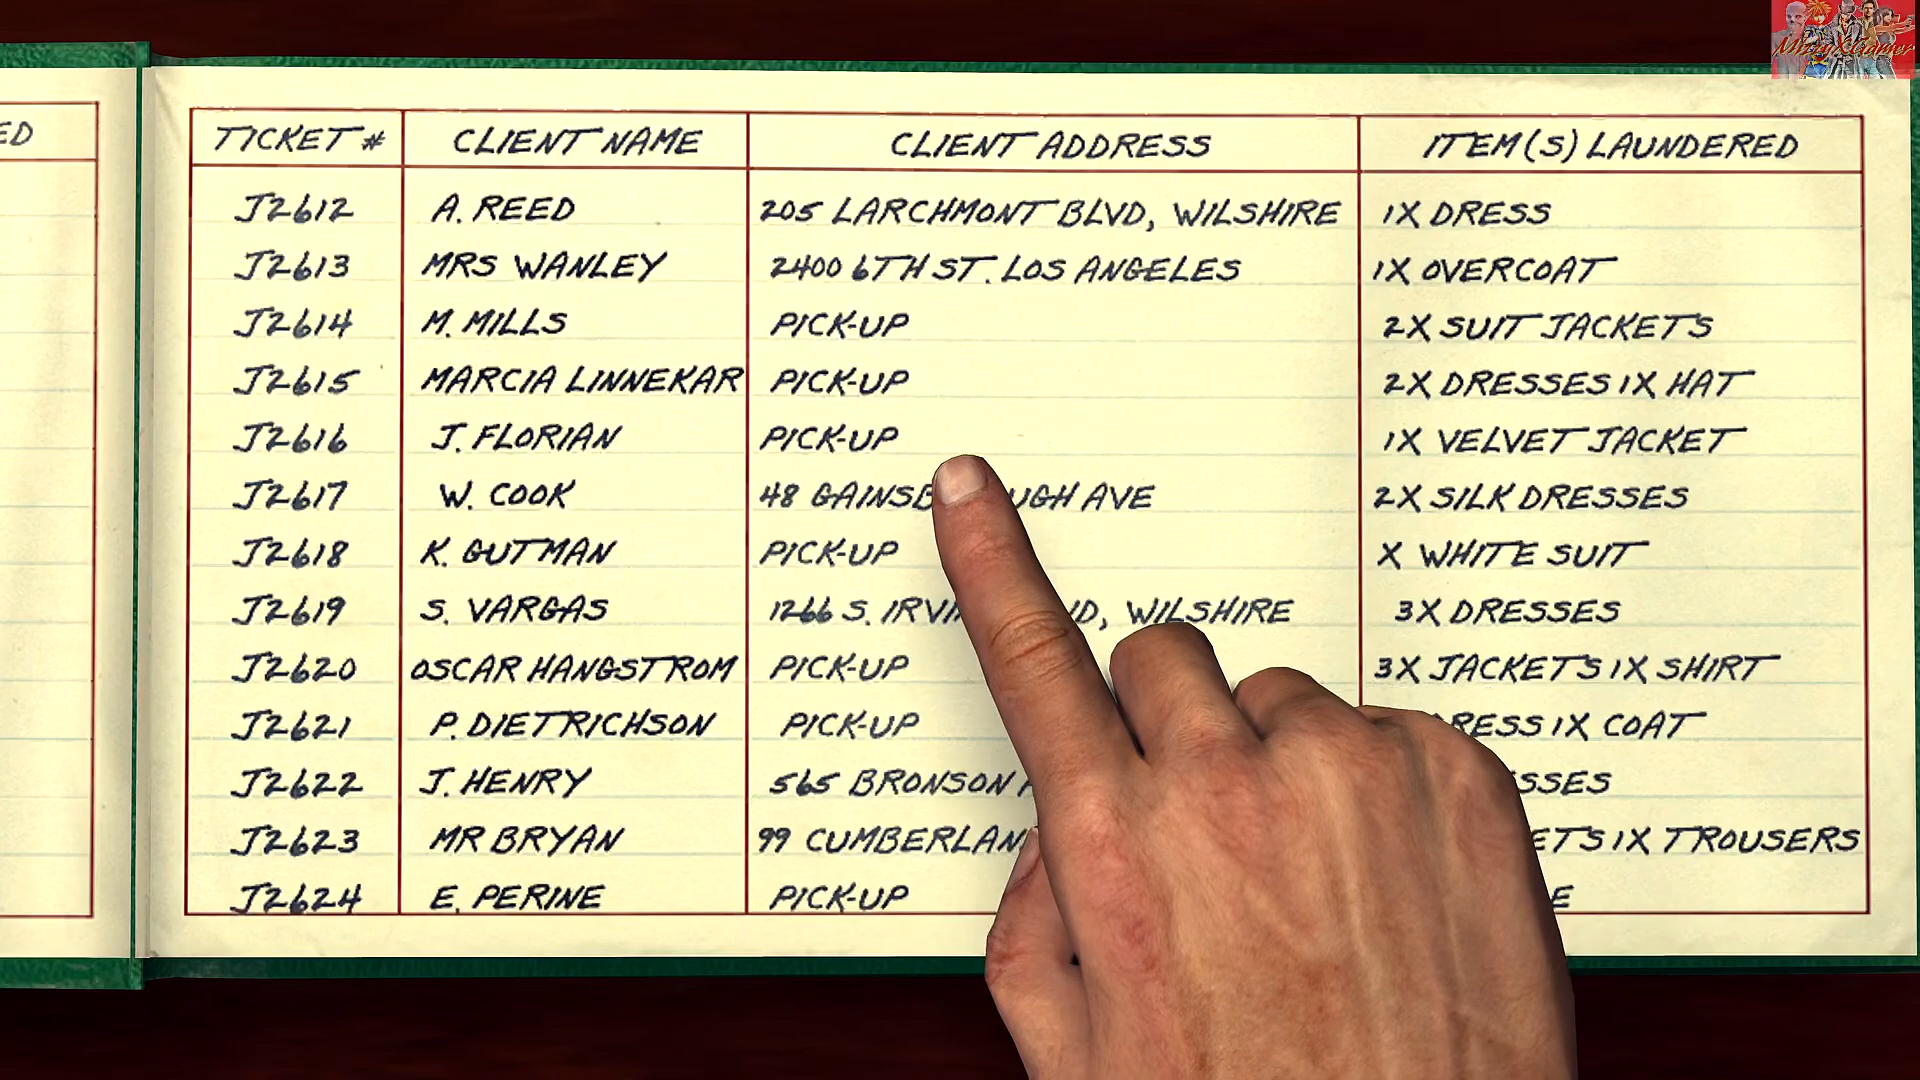 ED
TICKET # CLIENT NAME CLIENT ADDRESS ITEM(S) LAUNDERED
J2612 A. REED 205 LARCHMONT BLVD, WILSHIRE 1X DRESS
J2613 MRS WANLEY 2400 6TH ST. LOS ANGELES 1X OVERCOAT
J2614 M. MILLS PICK-UP 2X SUIT JACKETS
J2615 MARCIA LINNEKAR PICK-UP 2X DRESSES 1X HAT
J2616 J. FLORIAN PICK-UP 1X VELVET JACKET
J2617 W. COOK 48 AVE 2X SILK DRESSES
J2618 K. GUTMAN PICK-UP X WHITE SUIT
J2619 S. VARGAS 1266 S. WILSHIRE 3X DRESSES
J2620 OSCAR HANGSTROM PICK-UP 3X JACKETS 1X SHIRT
J2621 P. DIETRICHSON PICK-UP 1X COAT
J2622 J. HENRY 565 BRONSON
J2623 MR BRYAN 99 1X TROUSERS
J2624 E. PERINE PICK-UP
MizzyXGamer